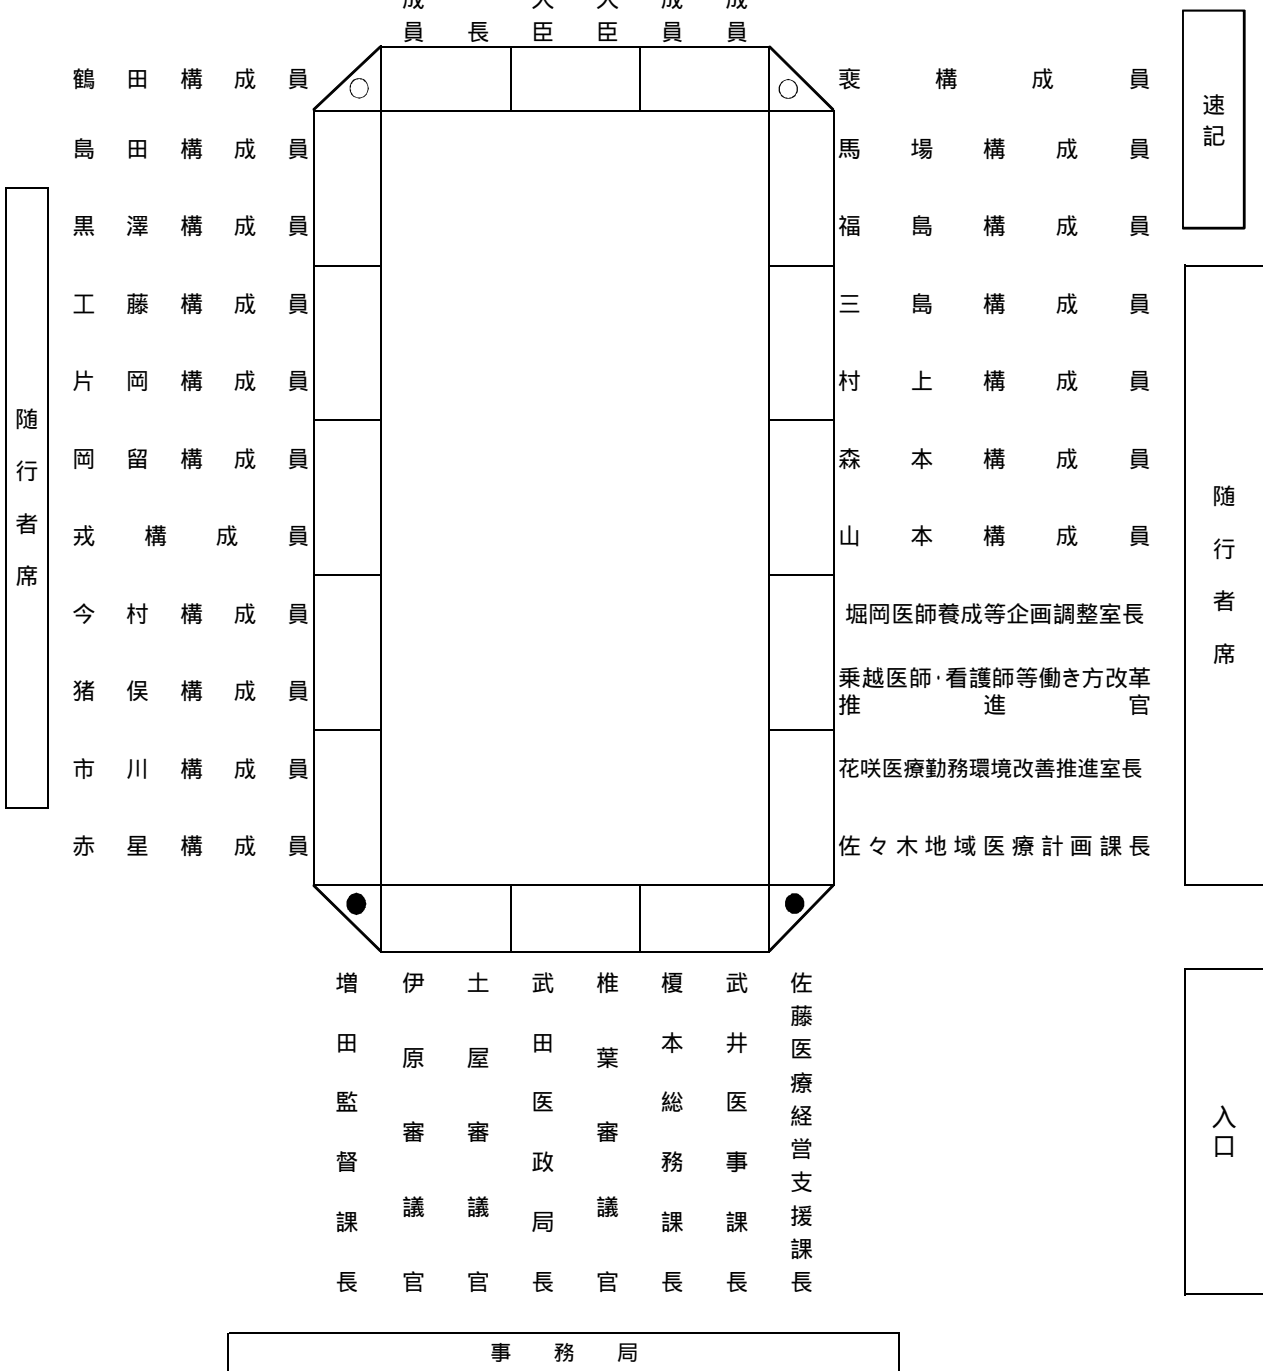 成員
長
大臣
大臣
成員
成員
速記
鶴田構成員
島田構成員
黒澤構成員
工藤構成員
片岡構成員
岡留構成員
戎構成員
今村構成員
猪俣構成員
市川構成員
赤星構成員
随行者席
裴構成員
馬場構成員
福島構成員
三島構成員
村上構成員
森本構成員
山本構成員
堀岡医師養成等企画調整室長
乗越医師・看護師等働き方改革
推進官
花咲医療勤務環境改善推進室長
佐々木地域医療計画課長
随行者席
増田監督課長
伊原審議官
土屋審議官
武田医政局長
椎葉審議官
榎本総務課長
武井医事課長
佐藤医療経営支援課長
入口
事務局